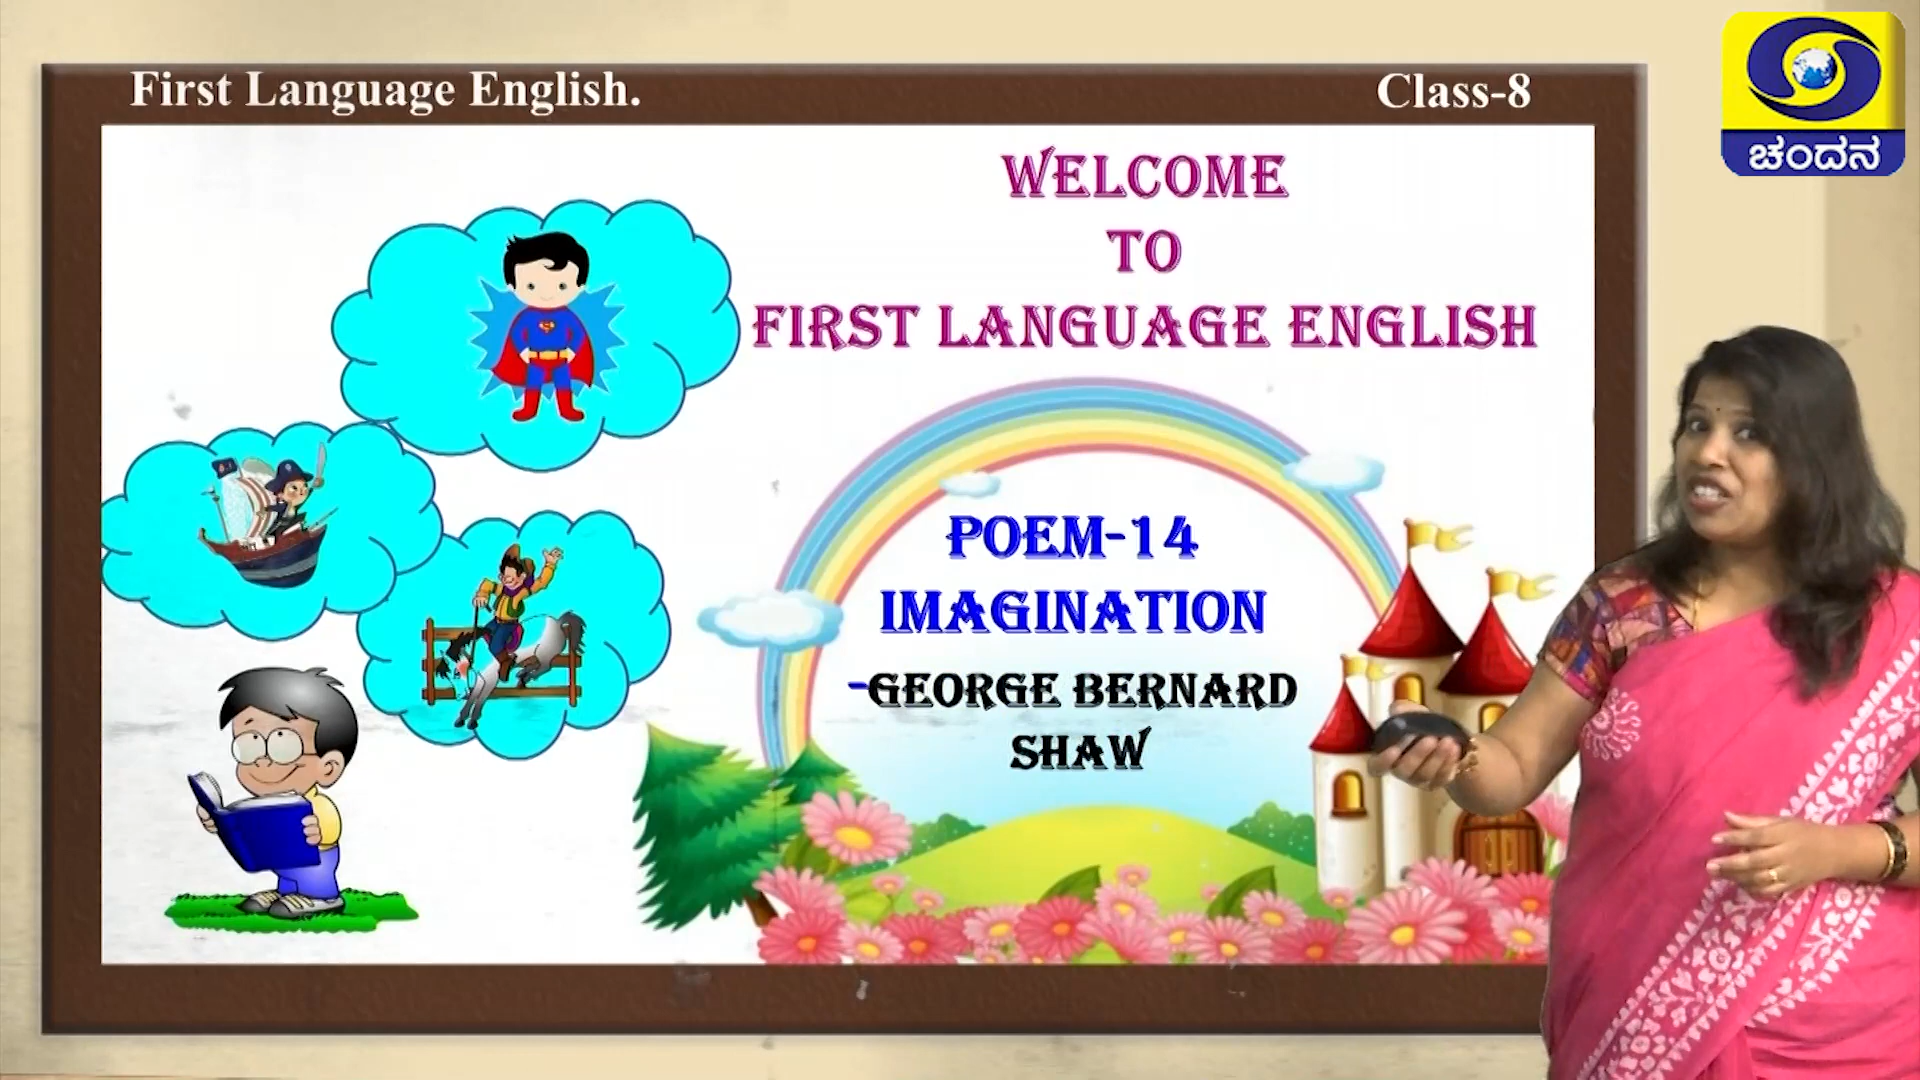 First Language English.
Class-8
ಚಂದನ
WELCOME
TO
FIRST LANGUAGE ENGLISH
POEM-14
IMAGINATION
-GEORGE BERNARD
SHAW